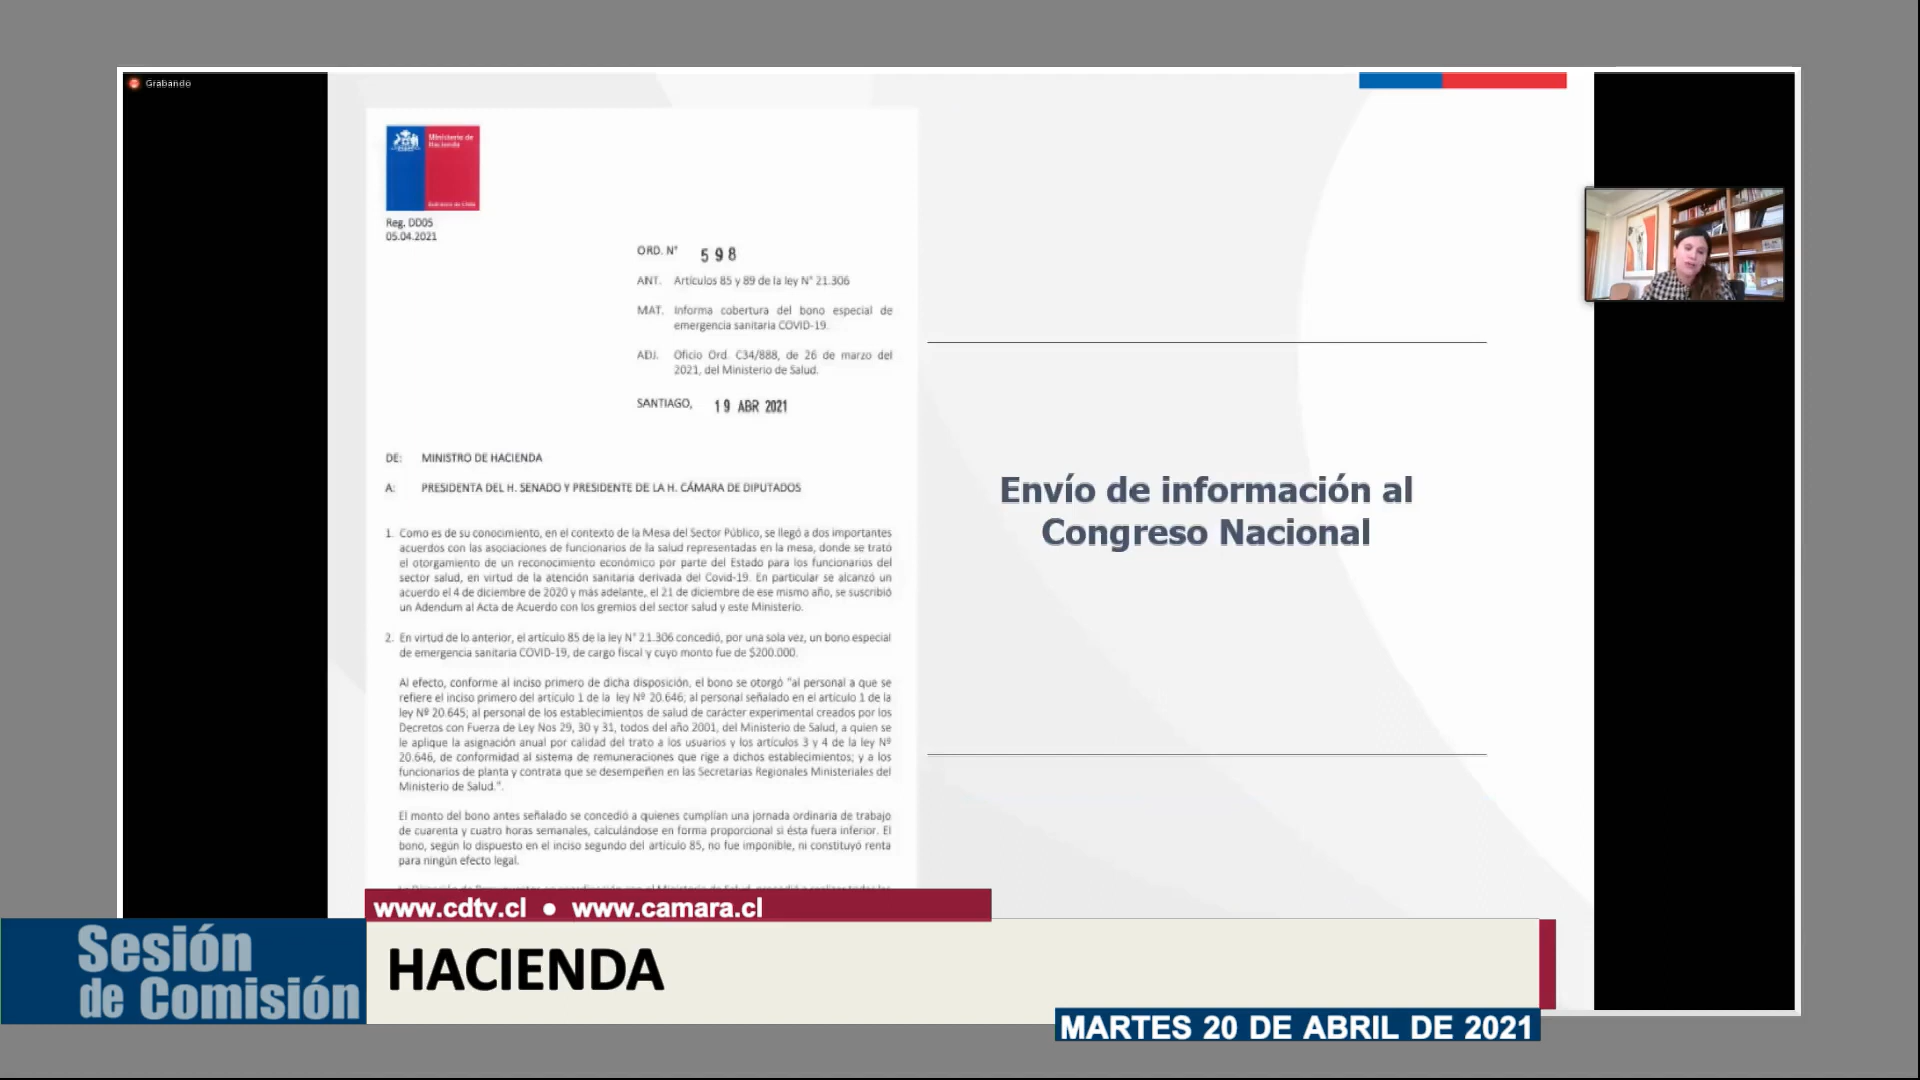 Grabando
Ministerio de
Hacienda
Gobierno de Chile
Reg. DD05
05.04.2021
ORD. N° 598
ANT. Artículos 85 y 89 de la ley N° 21.306
MAT. Informa cobertura del bono especial de
emergencia sanitaria COVID-19.
ADJ. Oficio Ord. C34/888, de 26 de marzo del
2021, del Ministerio de Salud.
SANTIAGO, 19 ABR 2021
DE: MINISTRO DE HACIENDA
A: PRESIDENTA DEL H. SENADO Y PRESIDENTE DE LA H. CÁMARA DE DIPUTADOS
1. Como es de su conocimiento, en el contexto de la Mesa del Sector Público, se llegó a dos importantes
acuerdos con las asociaciones de funcionarios de la salud representadas en la mesa, donde se trató
el otorgamiento de un reconocimiento económico por parte del Estado para los funcionarios del
sector salud, en virtud de la atención sanitaria derivada del Covid-19. En particular se alcanzó un
acuerdo el 4 de diciembre de 2020 y más adelante, el 21 de diciembre de ese mismo año, se suscribió
un Adendum al Acta de Acuerdo con los gremios del sector salud y este Ministerio.
2. En virtud de lo anterior, el artículo 85 de la ley N° 21.306 concedió, por una sola vez, un bono especial
de emergencia sanitaria COVID-19, de cargo fiscal y cuyo monto fue de $200.000.
Al efecto, conforme al inciso primero de dicha disposición, el bono se otorgó "al personal a que se
refiere el inciso primero del artículo 1 de la ley Nº 20.646; al personal señalado en el artículo 1 de la
ley Nº 20.645; al personal de los establecimientos de salud de carácter experimental creados por los
Decretos con Fuerza de Ley Nos 29, 30 y 31, todos del año 2001, del Ministerio de Salud, a quien se
le aplique la asignación anual por calidad del trato a los usuarios y los artículos 3 y 4 de la ley Nº
20.646, de conformidad al sistema de remuneraciones que rige a dichos establecimientos; y a los
funcionarios de planta y contrata que se desempeñen en las Secretarías Regionales Ministeriales del
Ministerio de Salud.".
El monto del bono antes señalado se concedió a quienes cumplían una jornada ordinaria de trabajo
de cuarenta y cuatro horas semanales, calculándose en forma proporcional si ésta fuera inferior. El
bono, según lo dispuesto en el inciso segundo del artículo 85, no fue imponible, ni constituyó renta
para ningún efecto legal.
Envío de información al
Congreso Nacional
www.cdtv.cl ● www.camara.cl
Sesión
de Comisión
HACIENDA
MARTES 20 DE ABRIL DE 2021